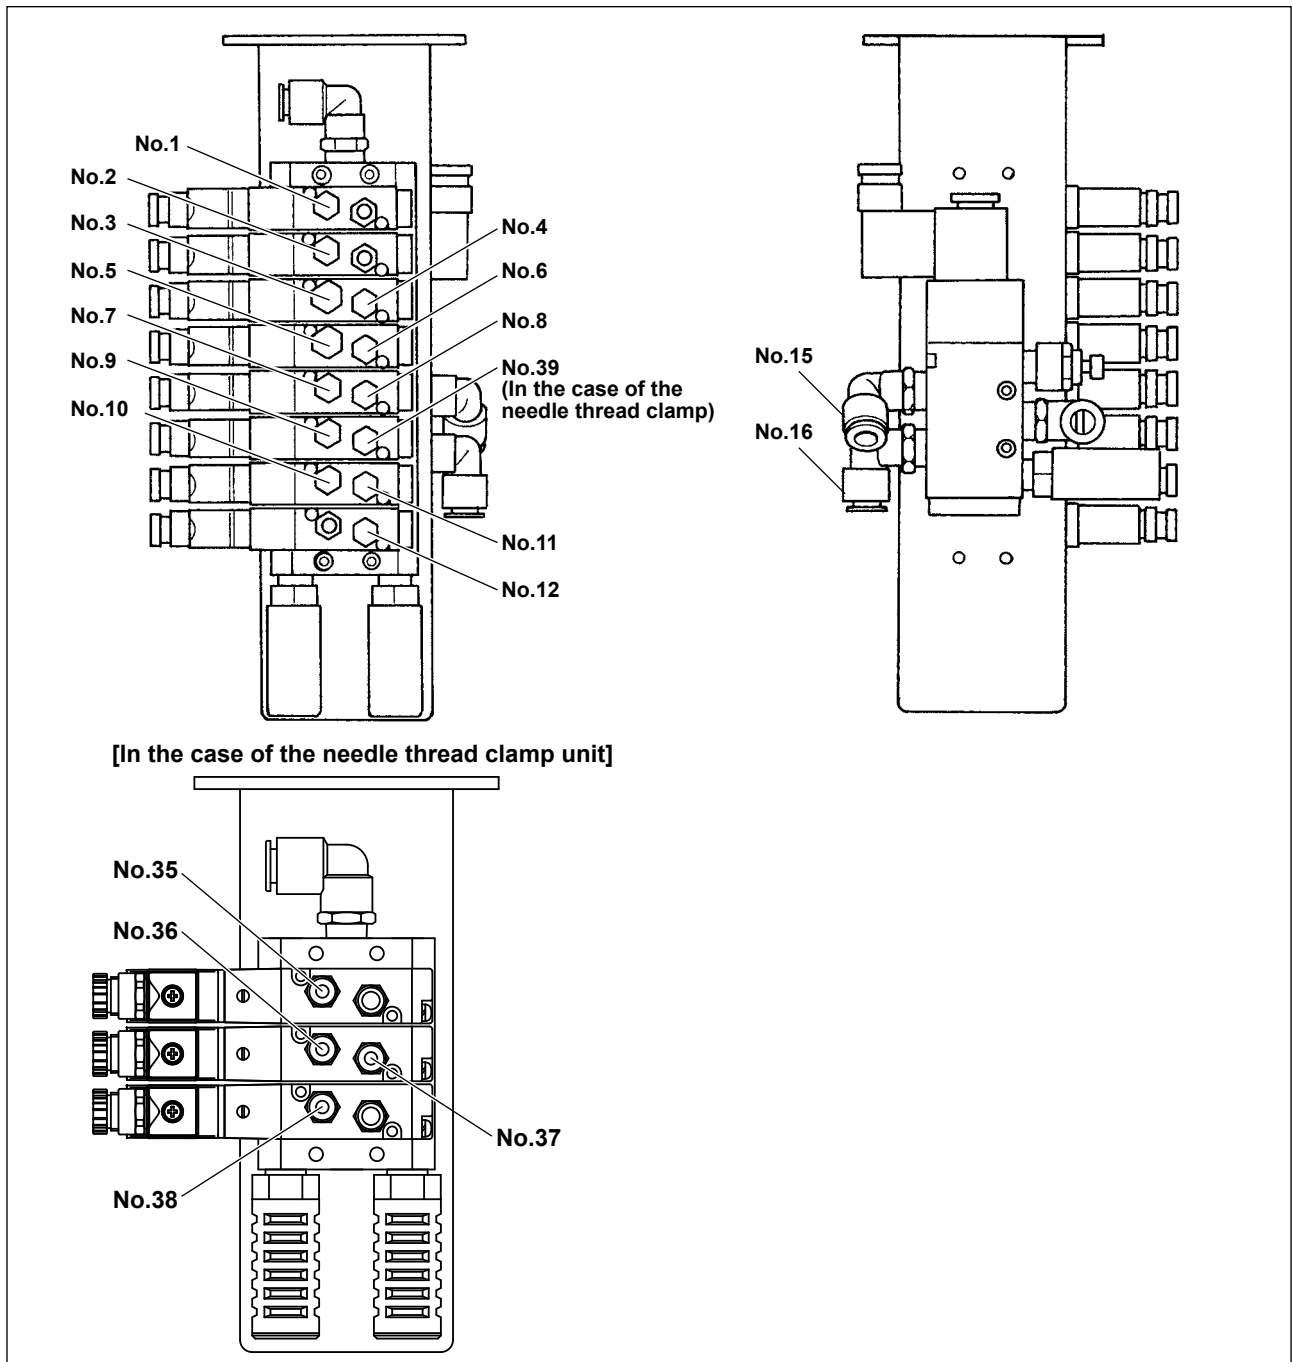 No.1
No.2
No.3
No.5
No.7
No.9
No.10
No.4
No.6
No.8
No.39
(In the case of the
needle thread clamp)
No.11
No.12
No.15
No.16
[In the case of the needle thread clamp unit]
No.35
No.36
No.37
No.38